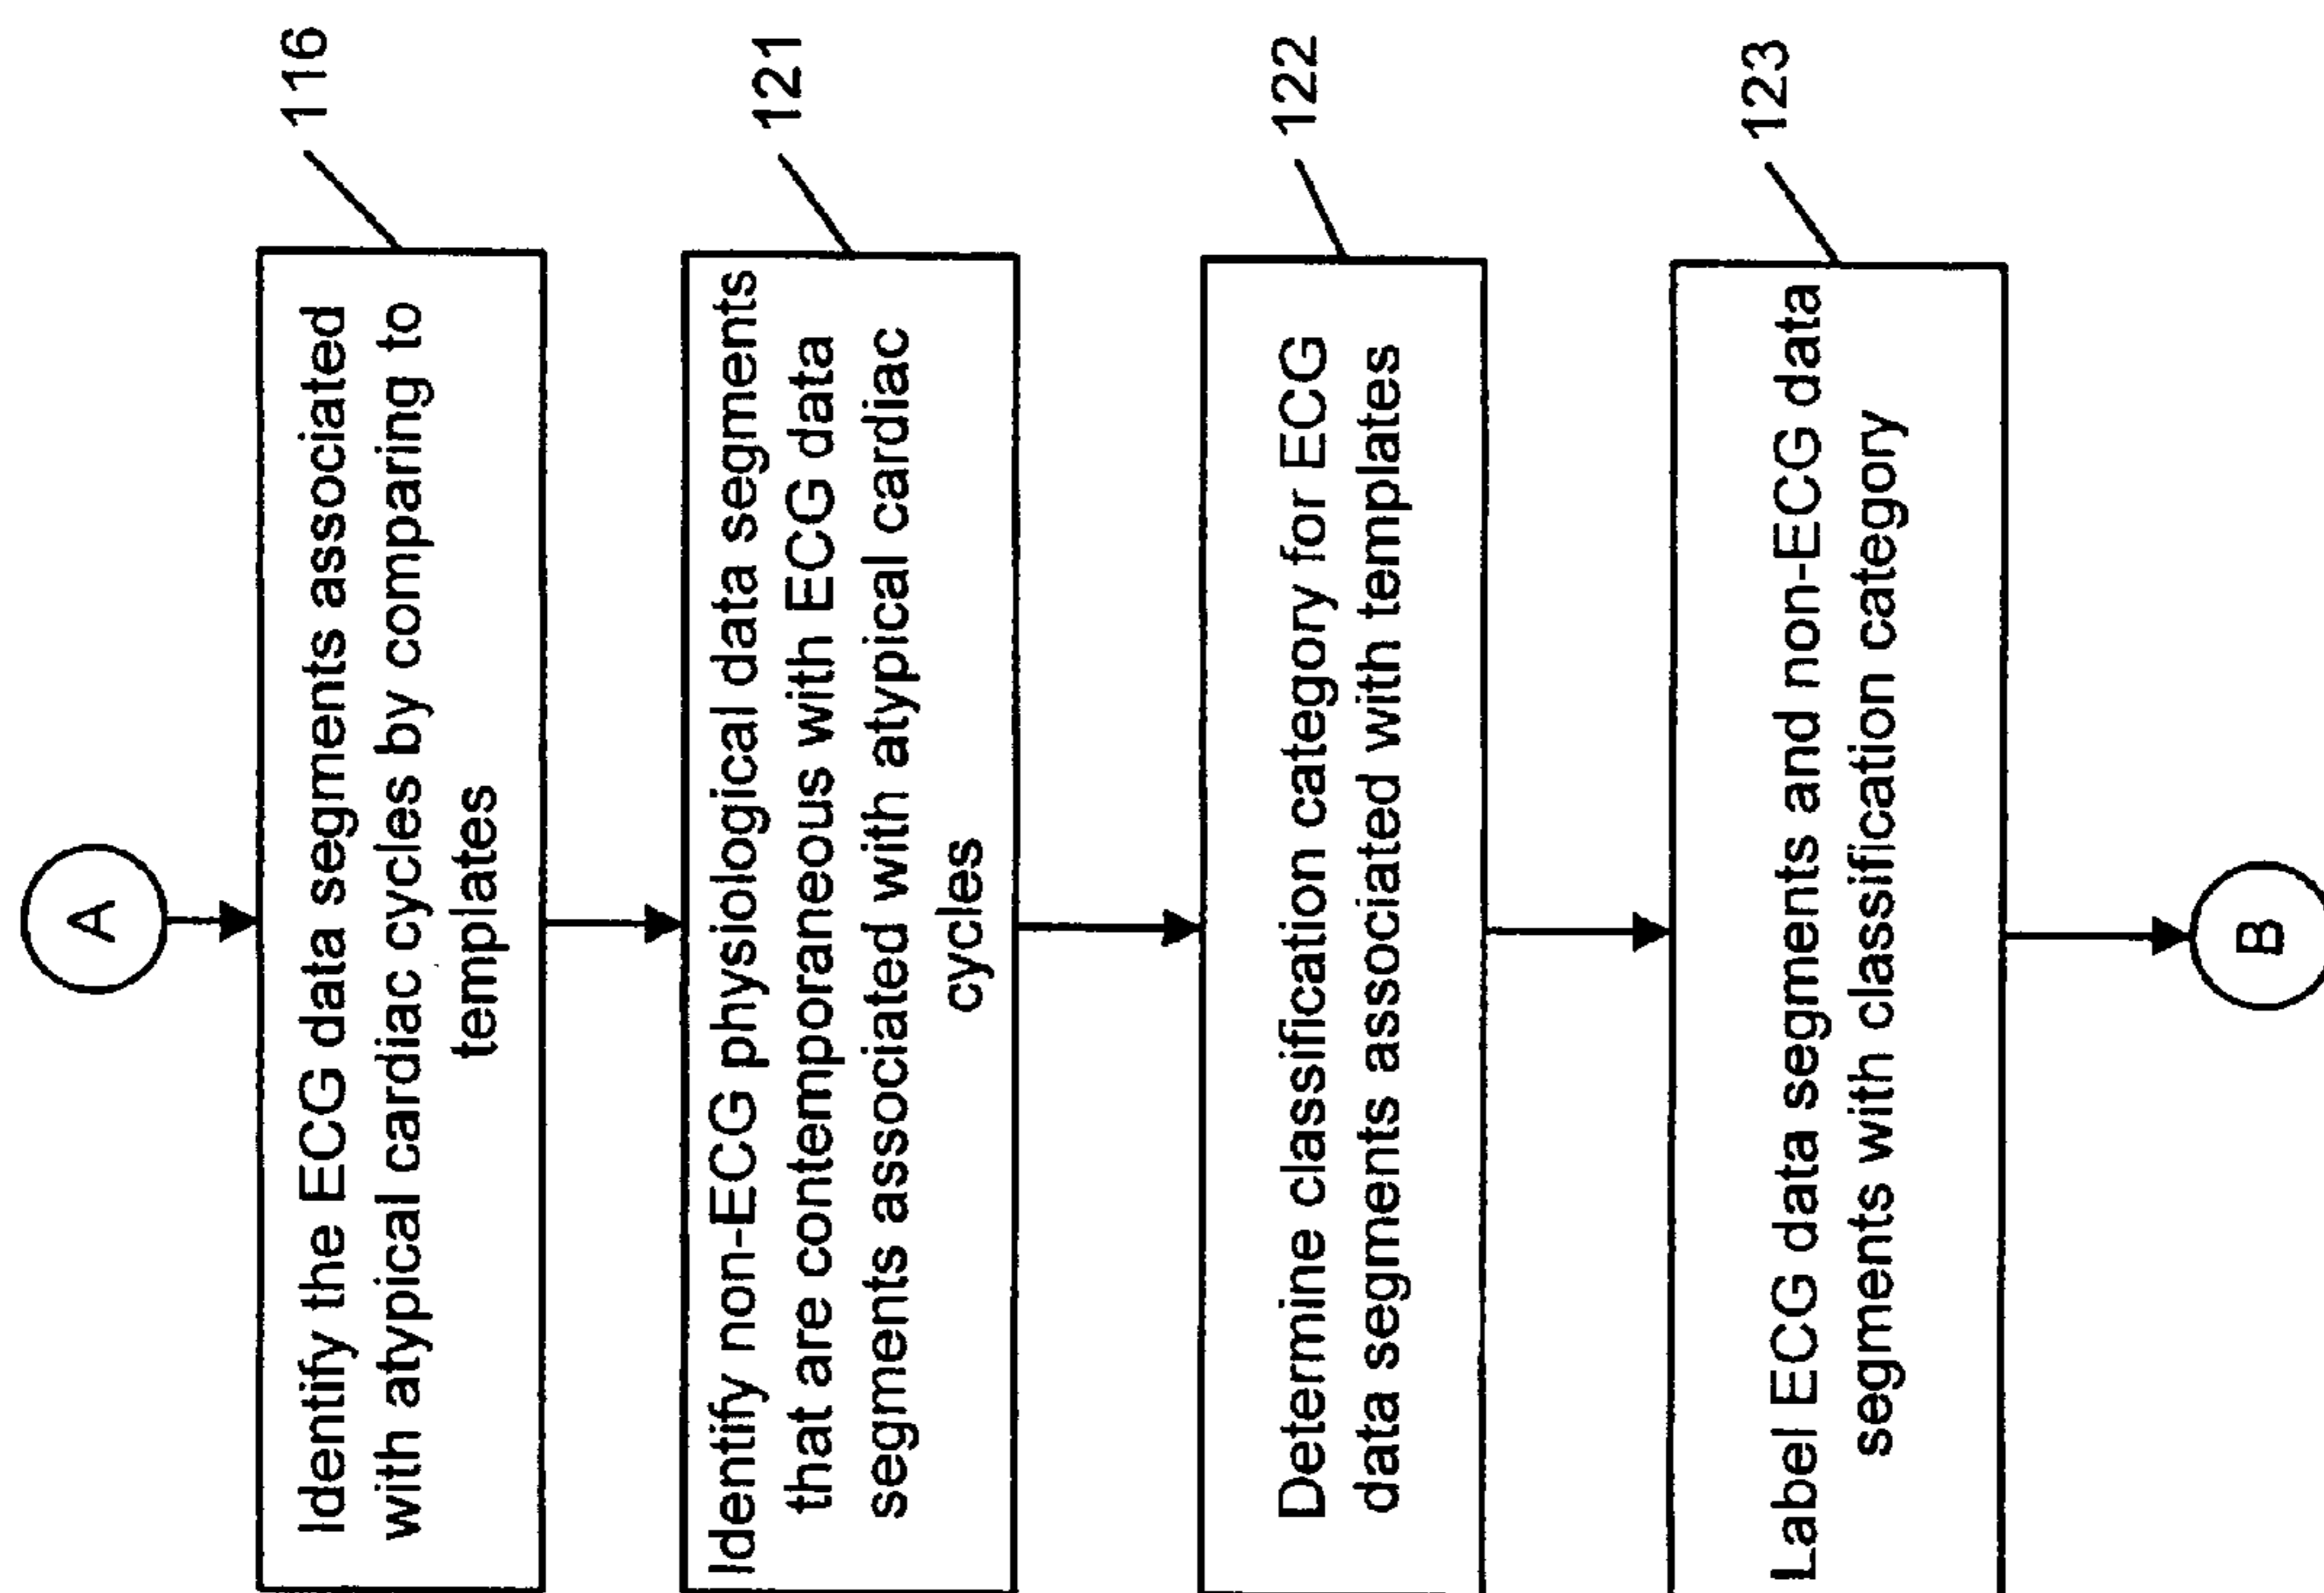 A
116
Identify the ECG data segments associated
with atypical cardiac cycles by comparing to
templates
121
Identify non-ECG physiological data segments
that are contemporaneous with ECG data
segments associated with atypical cardiac
cycles
122
Determine classification category for ECG
data segments associated with templates
123
Label ECG data segments and non-ECG data
segments with classification category
B